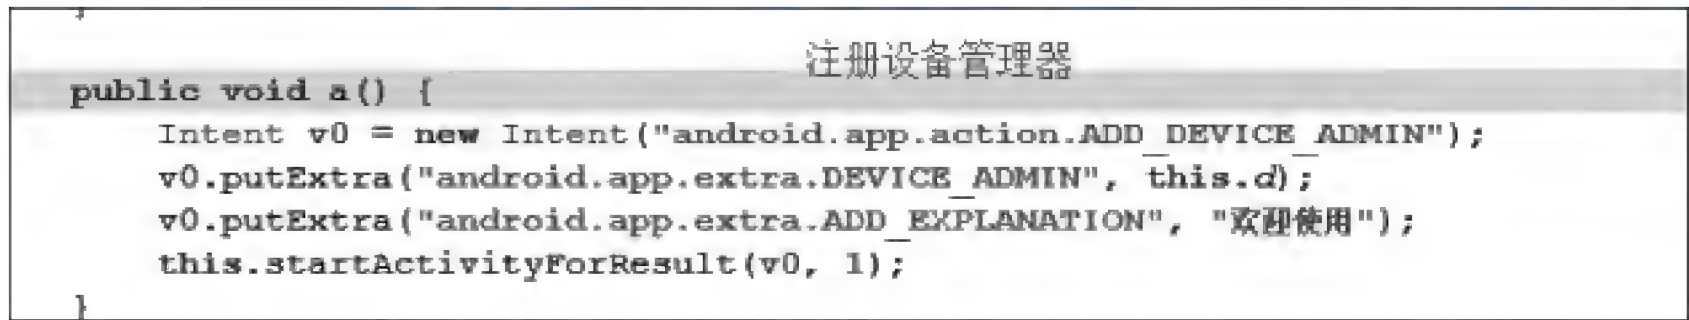 }
注册设备管理器
public void a() {
Intent v0 = new Intent("android.app.action.ADD_DEVICE_ADMIN");
v0.putExtra("android.app.extra.DEVICE_ADMIN", this.d);
v0.putExtra("android.app.extra.ADD_EXPLANATION", "欢迎使用");
this.startActivityForResult(v0, 1);
}